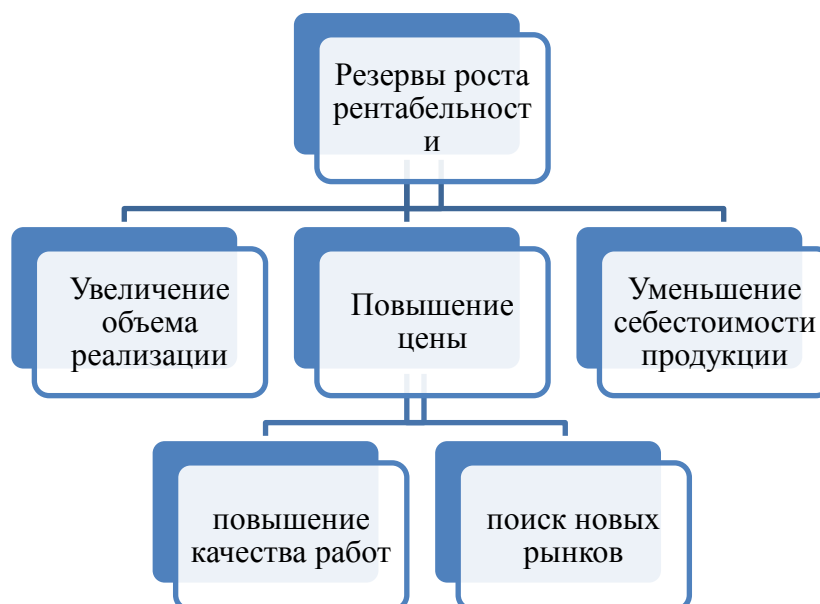 Резервы роста
рентабельност
и
Увеличение
объема
реализации
Повышение
цены
Уменьшение
себестоимости
продукции
повышение
качества работ
поиск новых
рынков